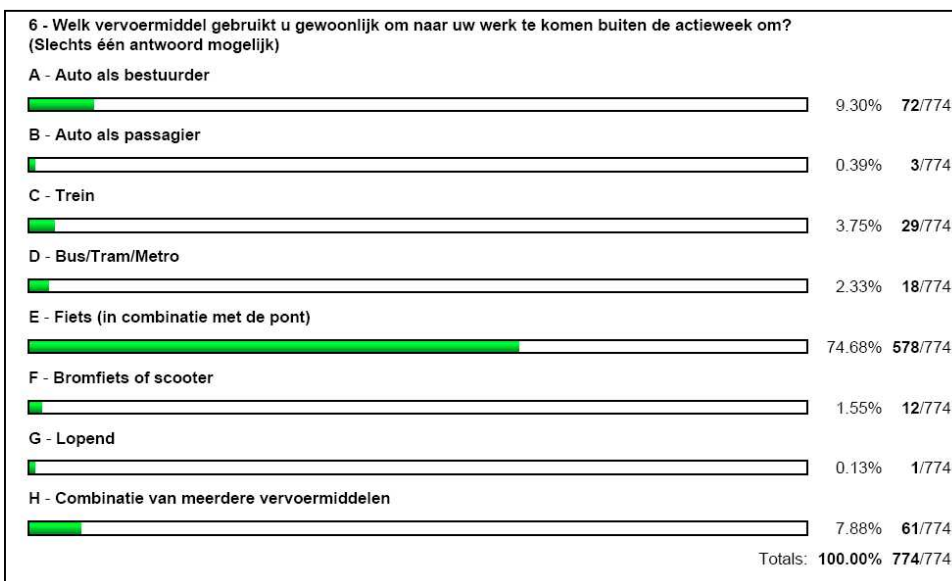 6 - Welk vervoermiddel gebruikt u gewoonlijk om naar uw werk te komen buiten de actieweek om?
(Slechts één antwoord mogelijk)
A - Auto als bestuurder
9.30% 72/774
B - Auto als passagier
0.39% 3/774
C - Trein
3.75% 29/774
D - Bus/Tram/Metro
2.33% 18/774
E - Fiets (in combinatie met de pont)
74.68% 578/774
F - Bromfiets of scooter
1.55% 12/774
G - Lopend
0.13% 1/774
H - Combinatie van meerdere vervoermiddelen
7.88% 61/774
Totals: 100.00% 774/774